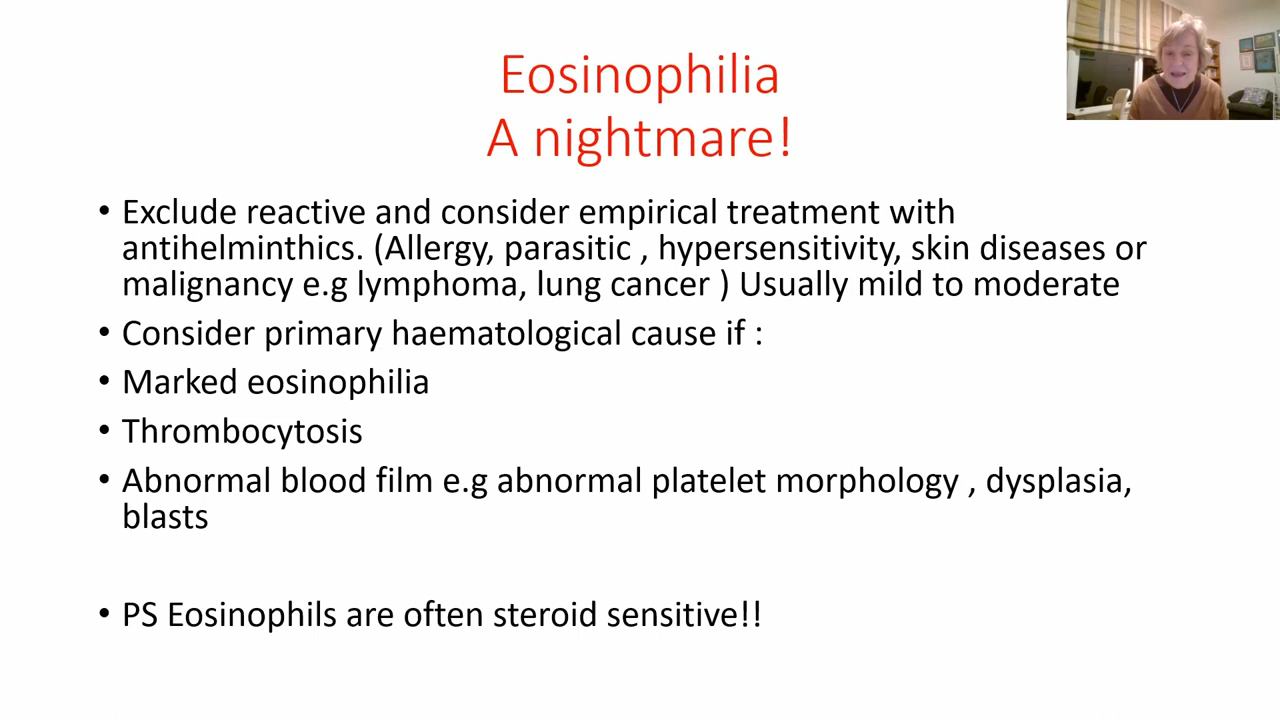 Eosinophilia
A nightmare!
• Exclude reactive and consider empirical treatment with
antihelminthics. (Allergy, parasitic , hypersensitivity, skin diseases or
malignancy e.g lymphoma, lung cancer ) Usually mild to moderate
• Consider primary haematological cause if :
• Marked eosinophilia
• Thrombocytosis
• Abnormal blood film e.g abnormal platelet morphology , dysplasia,
blasts
• PS Eosinophils are often steroid sensitive!!